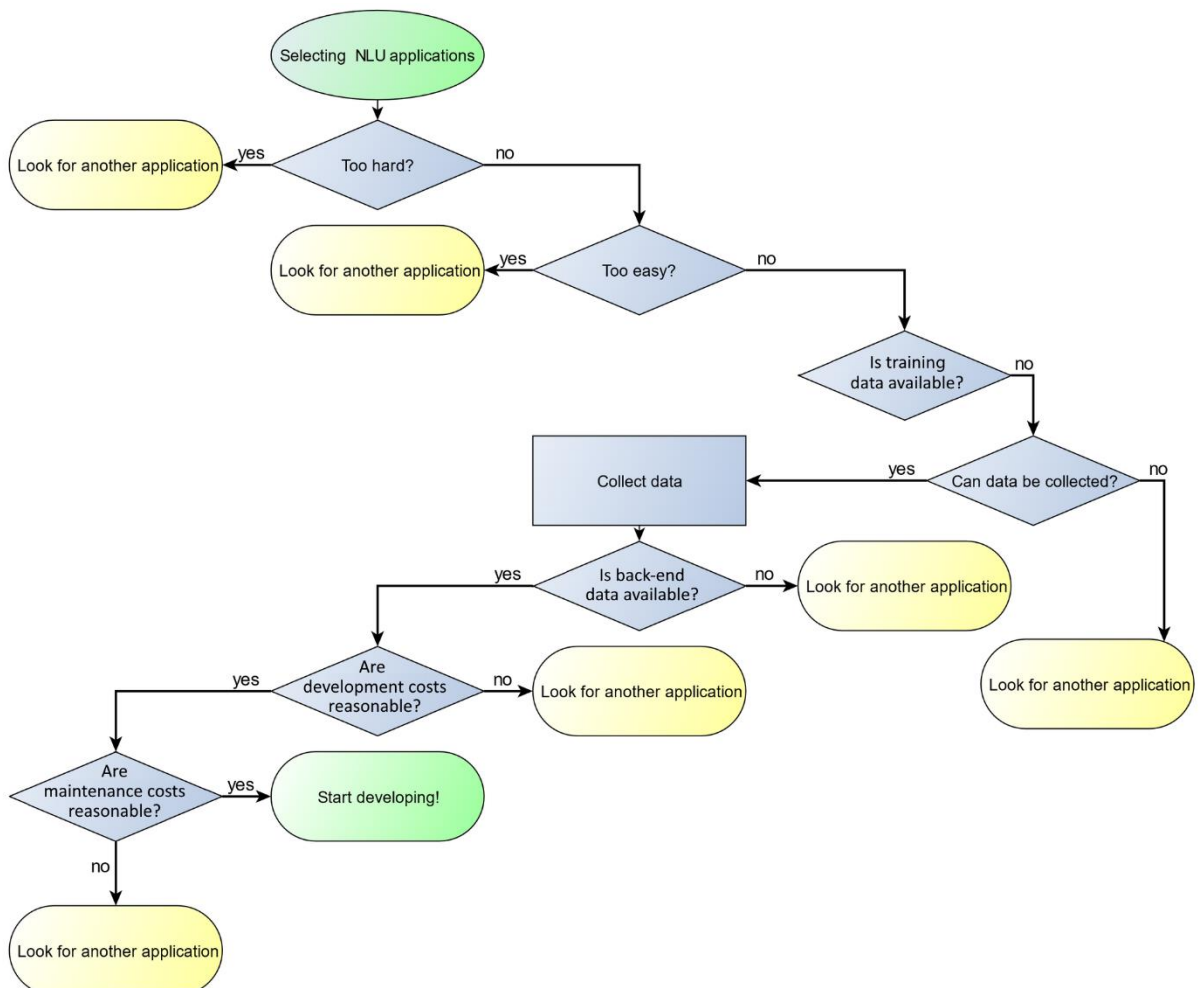 Selecting NLU applications
Look for another application
yes
Too hard?
no
Look for another application
yes
Too easy?
no
Is training
data available?
no
Collect data
yes
Can data be collected?
no
yes
Is back-end
data available?
no
Look for another application
yes
Are
development costs
reasonable?
no
Look for another application
Look for another application
Are
maintenance costs
reasonable?
yes
Start developing!
no
Look for another application